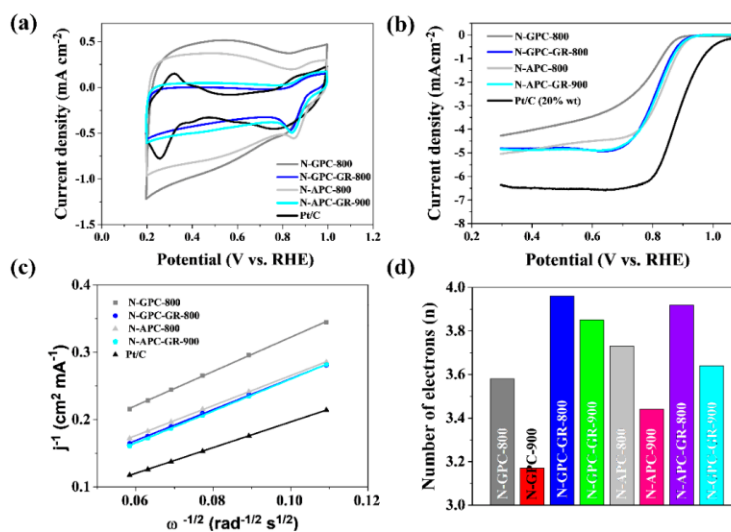 (a)
Current density (mA cm⁻²)
1.0
0.5
0.0
-0.5
-1.0
-1.5
N-GPC-800
N-GPC-GR-800
N-APC-800
N-APC-GR-900
Pt/C
0.0 0.2 0.4 0.6 0.8 1.0 1.2
Potential (V vs. RHE)
(b)
Current density (mAcm⁻²)
0
-1
-2
-3
-4
-5
-6
-7
N-GPC-800
N-GPC-GR-800
N-APC-800
N-APC-GR-900
Pt/C (20% wt)
0.2 0.4 0.6 0.8 1.0
Potential (V vs. RHE)
(c)
j⁻¹ (cm² mA⁻¹)
0.4
0.3
0.2
0.1
N-GPC-800
N-GPC-GR-800
N-APC-800
N-APC-GR-900
Pt/C
0.06 0.08 0.10 0.12
ω ⁻¹/² (rad⁻¹/² s¹/²)
(d)
Number of electrons (n)
4.0
3.8
3.6
3.4
3.2
3.0
N-GPC-800
N-GPC-900
N-GPC-GR-800
N-GPC-GR-900
N-APC-800
N-APC-900
N-APC-GR-800
N-APC-GR-900